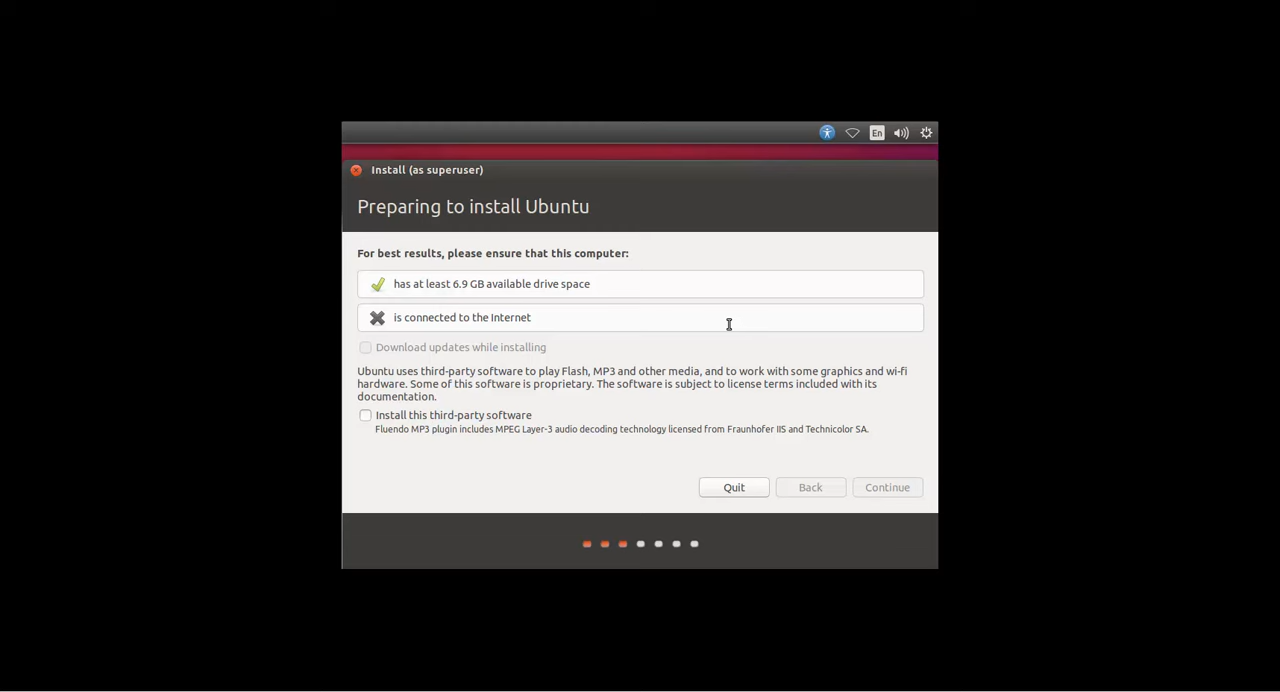 En
Install (as superuser)
Preparing to install Ubuntu
For best results, please ensure that this computer:
has at least 6.9 GB available drive space
is connected to the Internet
Download updates while installing
Ubuntu uses third-party software to play Flash, MP3 and other media, and to work with some graphics and wi-fi
hardware. Some of this software is proprietary. The software is subject to license terms included with its
documentation.
Install this third-party software
Fluendo MP3 plugin includes MPEG Layer-3 audio decoding technology licensed from Fraunhofer IIS and Technicolor SA.
Quit Back Continue